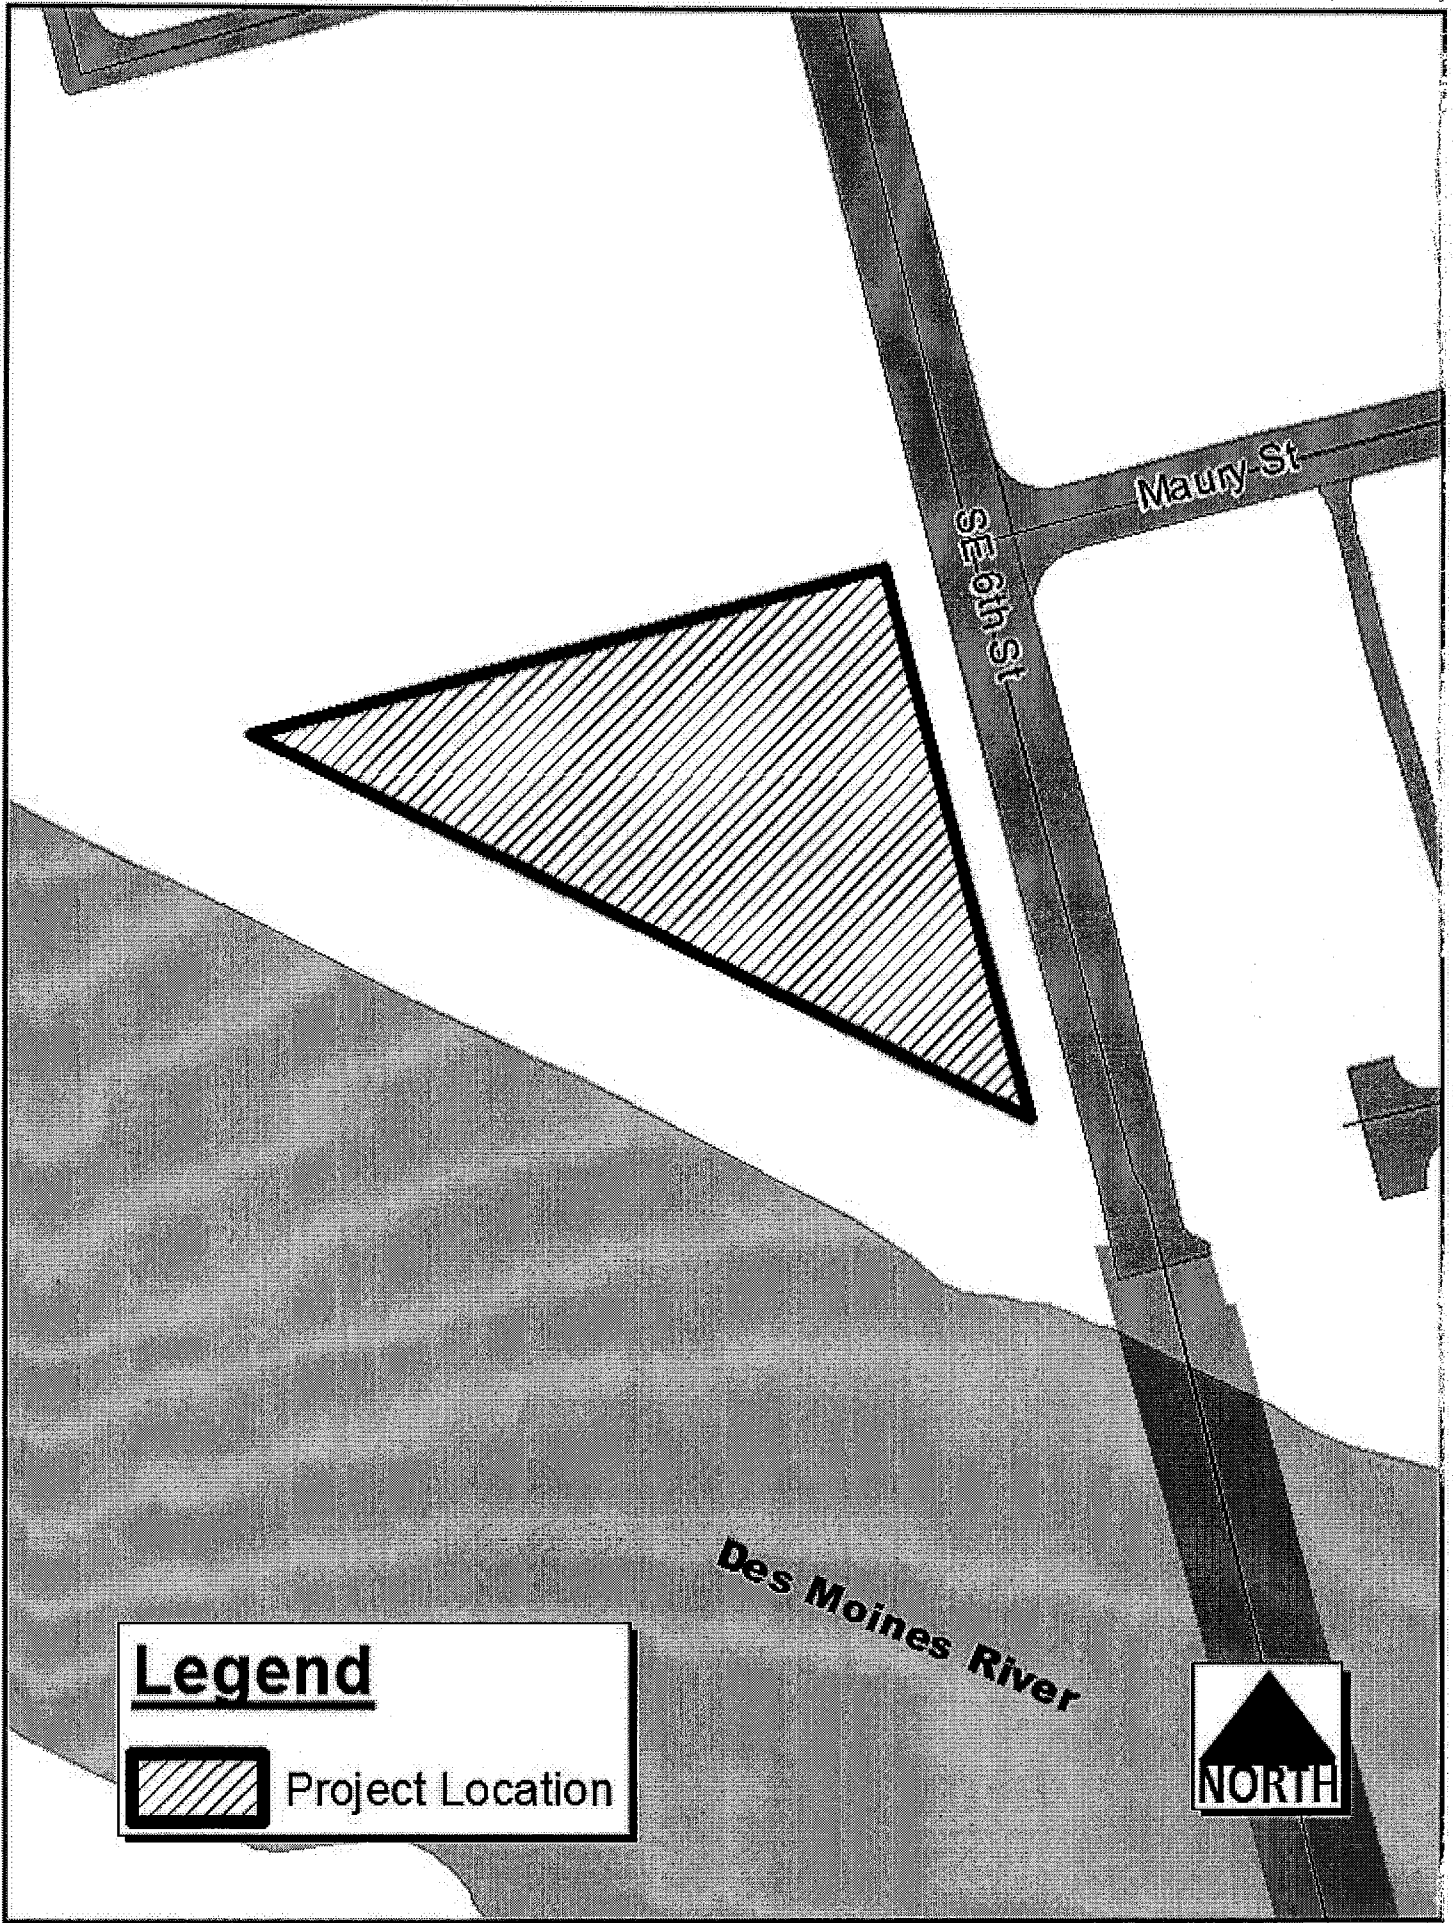 Maury St
SE 6th St
Des Moines River
Legend
Project Location
NORTH